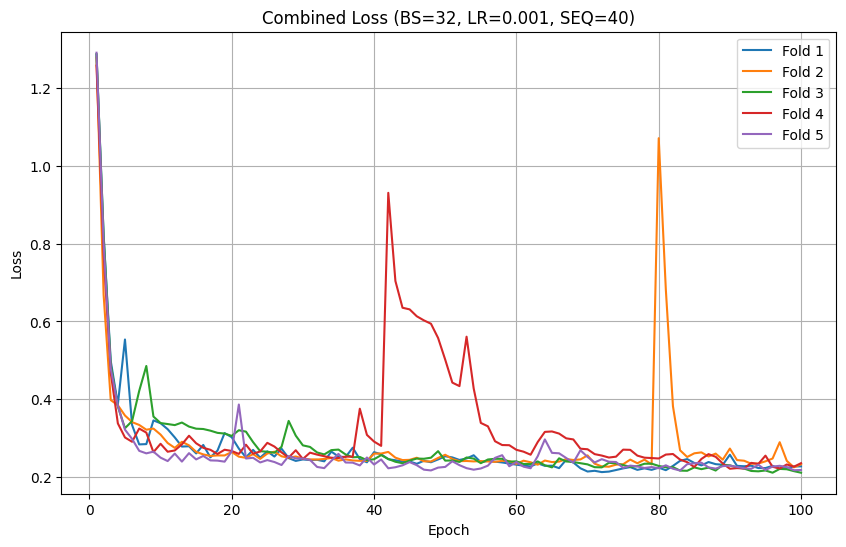 Combined Loss (BS=32, LR=0.001, SEQ=40)
Fold 1
Fold 2
Fold 3
Fold 4
Fold 5
Loss
1.2
1.0
0.8
0.6
0.4
0.2
0 20 40 60 80 100
Epoch